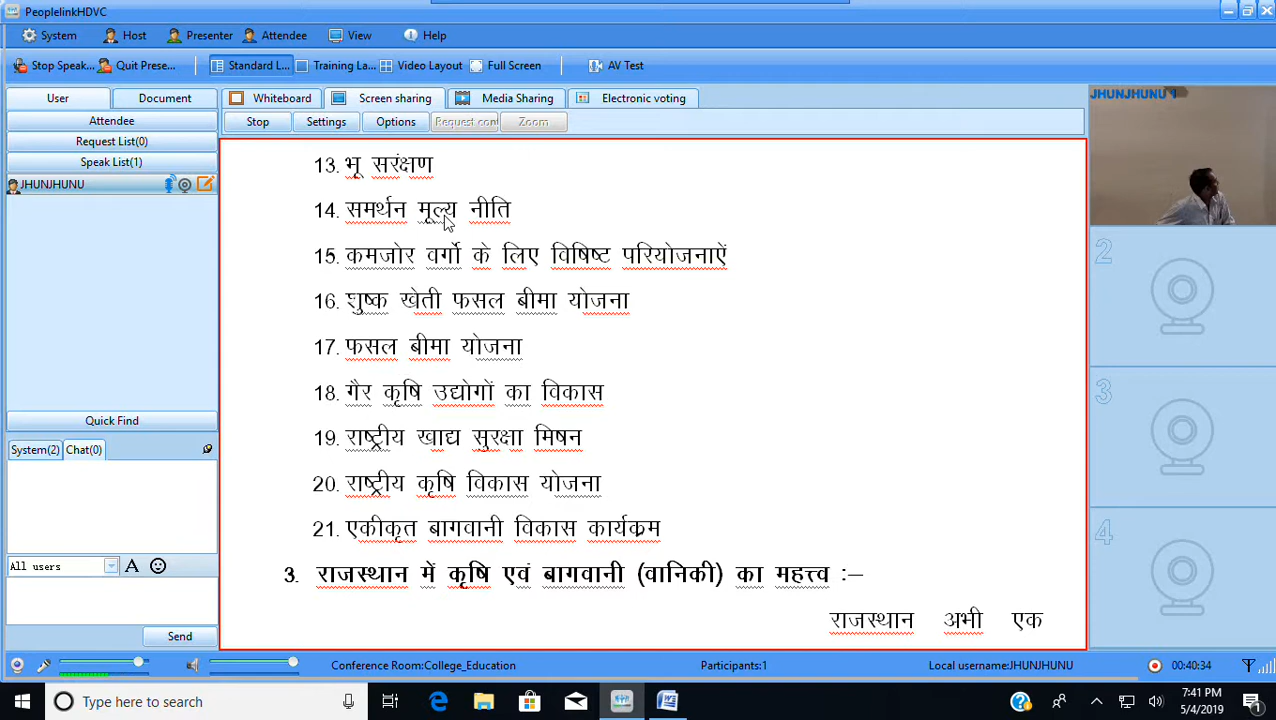 PeoplelinkHDVC
System Host Presenter Attendee View Help
Stop Speak... Quit Prese... Standard L... Training La... Video Layout Full Screen AV Test
User Document Whiteboard Screen sharing Media Sharing Electronic voting
Attendee
Stop Settings Options Request con Zoom
Request List(0)
Speak List(1)
JHUNJHUNU
JHUNJHUNU 1
13. भू सरंक्षण
14. समर्थन मूल्य नीति
15. कमजोर वर्गो के लिए विषिष्ट परियोजनाऐं
16. शुष्क खेती फसल बीमा योजना
17. फसल बीमा योजना
18. गैर कृषि उद्योगों का विकास
19. राष्ट्रीय खाद्य सुरक्षा मिषन
20. राष्ट्रीय कृषि विकास योजना
21. एकीकृत बागवानी विकास कार्यक्रम
3. राजस्थान में कृषि एवं बागवानी (वानिकी) का महत्त्व :–
राजस्थान अभी एक
2
3
4
Quick Find
System(2) Chat(0)
All users A
Send
Conference Room:College_Education Participants:1 Local username:JHUNJHUNU 00:40:34
Type here to search
7:41 PM
5/4/2019
1